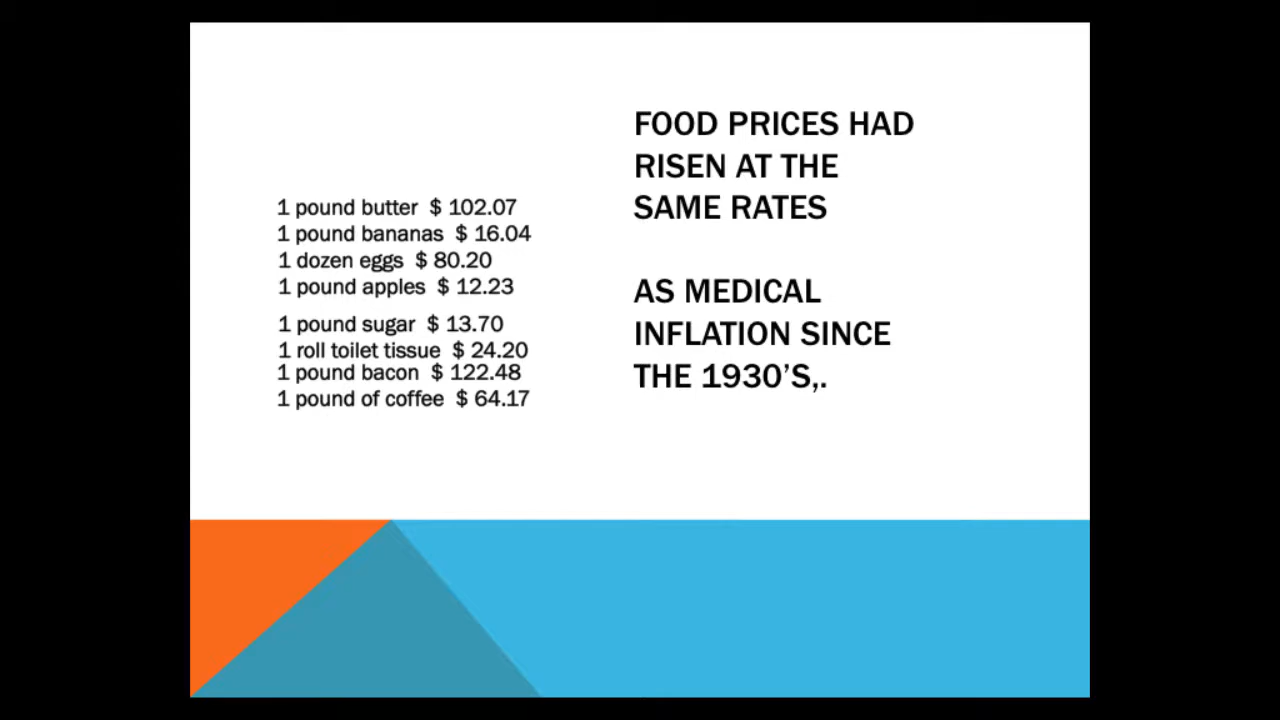 1 pound butter $ 102.07
1 pound bananas $ 16.04
1 dozen eggs $ 80.20
1 pound apples $ 12.23
1 pound sugar $ 13.70
1 roll toilet tissue $ 24.20
1 pound bacon $ 122.48
1 pound of coffee $ 64.17
FOOD PRICES HAD
RISEN AT THE
SAME RATES
AS MEDICAL
INFLATION SINCE
THE 1930’S,.